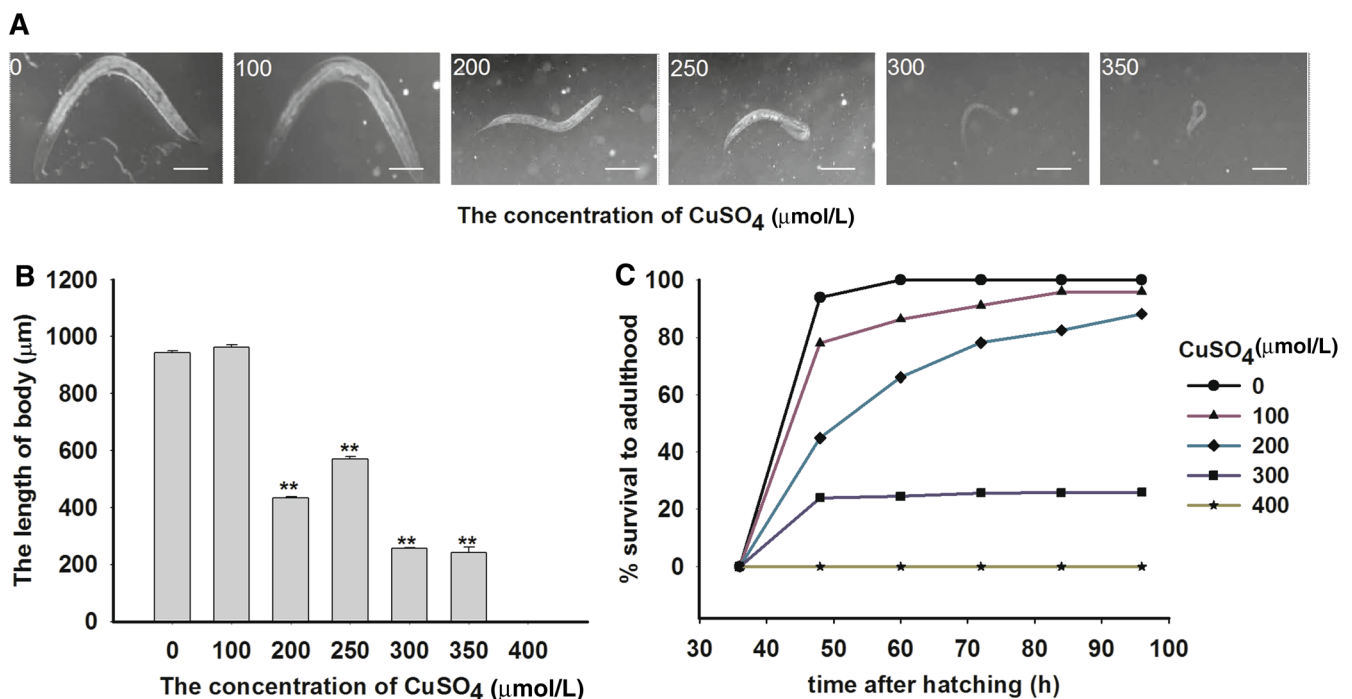 A
0
100
200
250
300
350
The concentration of CuSO4 (μmol/L)
B
The length of body (μm)
1200
1000
800
600
400
200
0
**
**
**
**
0 100 200 250 300 350 400
The concentration of CuSO4 (μmol/L)
C
% survival to adulthood
100
80
60
40
20
0
30 40 50 60 70 80 90 100
time after hatching (h)
CuSO4(μmol/L)
0
100
200
300
400